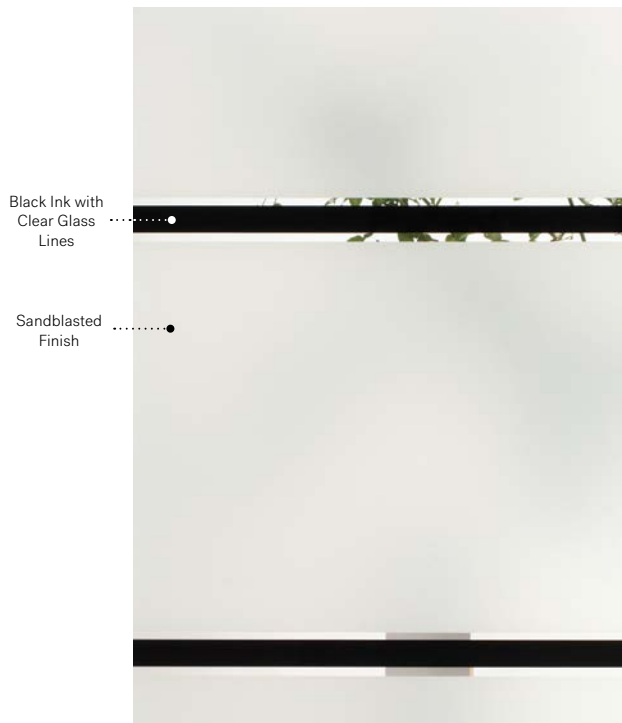 Black Ink with
Clear Glass
Lines
Sandblasted
Finish